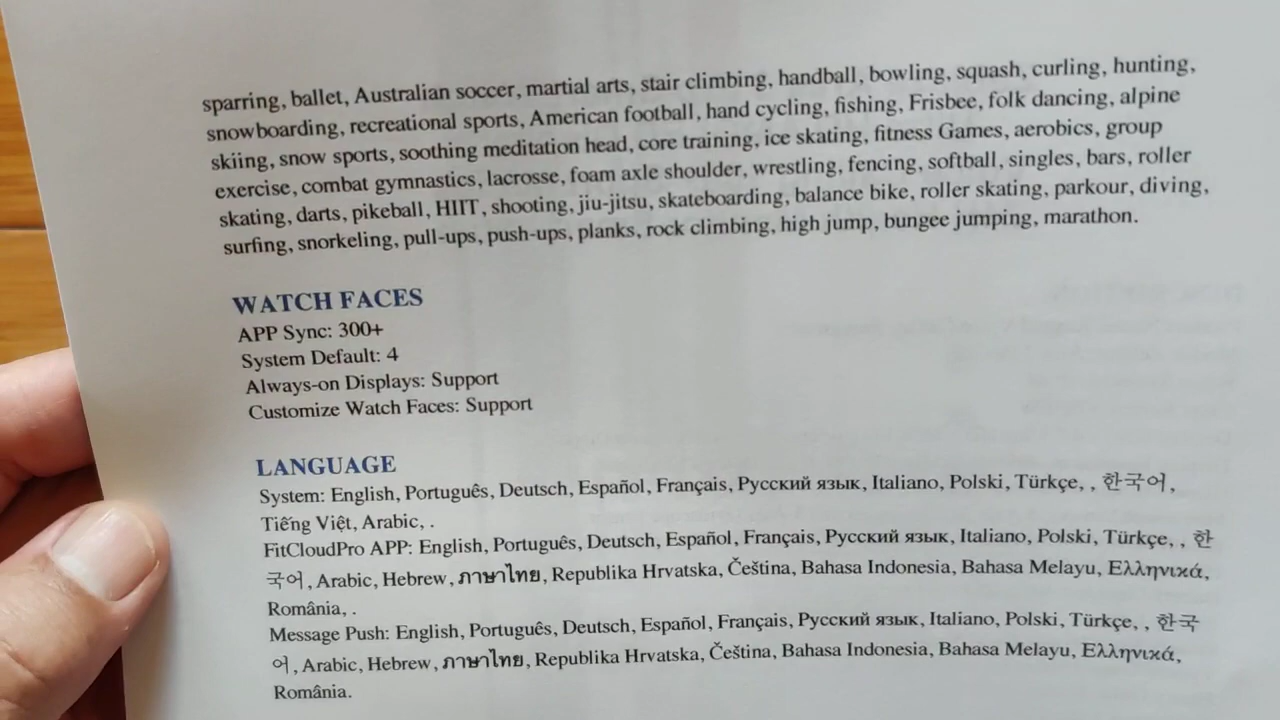 sparring, ballet, Australian soccer, martial arts, stair climbing, handball, bowling, squash, curling, hunting,
snowboarding, recreational sports, American football, hand cycling, fishing, Frisbee, folk dancing, alpine
skiing, snow sports, soothing meditation head, core training, ice skating, fitness Games, aerobics, group
exercise, combat gymnastics, lacrosse, foam axle shoulder, wrestling, fencing, softball, singles, bars, roller
skating, darts, pikeball, HIIT, shooting, jiu-jitsu, skateboarding, balance bike, roller skating, parkour, diving,
surfing, snorkeling, pull-ups, push-ups, planks, rock climbing, high jump, bungee jumping, marathon.
WATCH FACES
APP Sync: 300+
System Default: 4
Always-on Displays: Support
Customize Watch Faces: Support
LANGUAGE
System: English, Português, Deutsch, Español, Français, Русский язык, Italiano, Polski, Türkçe, , 한국어,
Tiếng Việt, Arabic, .
FitCloudPro APP: English, Português, Deutsch, Español, Français, Русский язык, Italiano, Polski, Türkçe, , 한
국어, Arabic, Hebrew, ภาษาไทย, Republika Hrvatska, Čeština, Bahasa Indonesia, Bahasa Melayu, Ελληνικά,
România, .
Message Push: English, Português, Deutsch, Español, Français, Русский язык, Italiano, Polski, Türkçe, , 한국
어, Arabic, Hebrew, ภาษาไทย, Republika Hrvatska, Čeština, Bahasa Indonesia, Bahasa Melayu, Ελληνικά,
România.